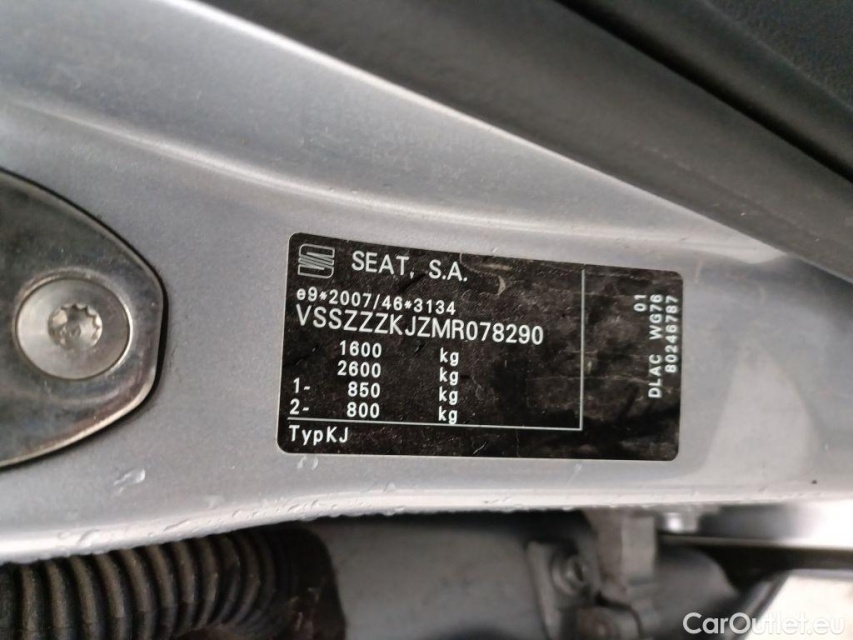 SEAT, S.A.
e9*2007/46*3134
VSSZZZKJZMR078290
1600 kg
2600 kg
1- 850 kg
2- 800 kg
TypKJ
01
DLAC WG76
80246787
CarOutlet.eu